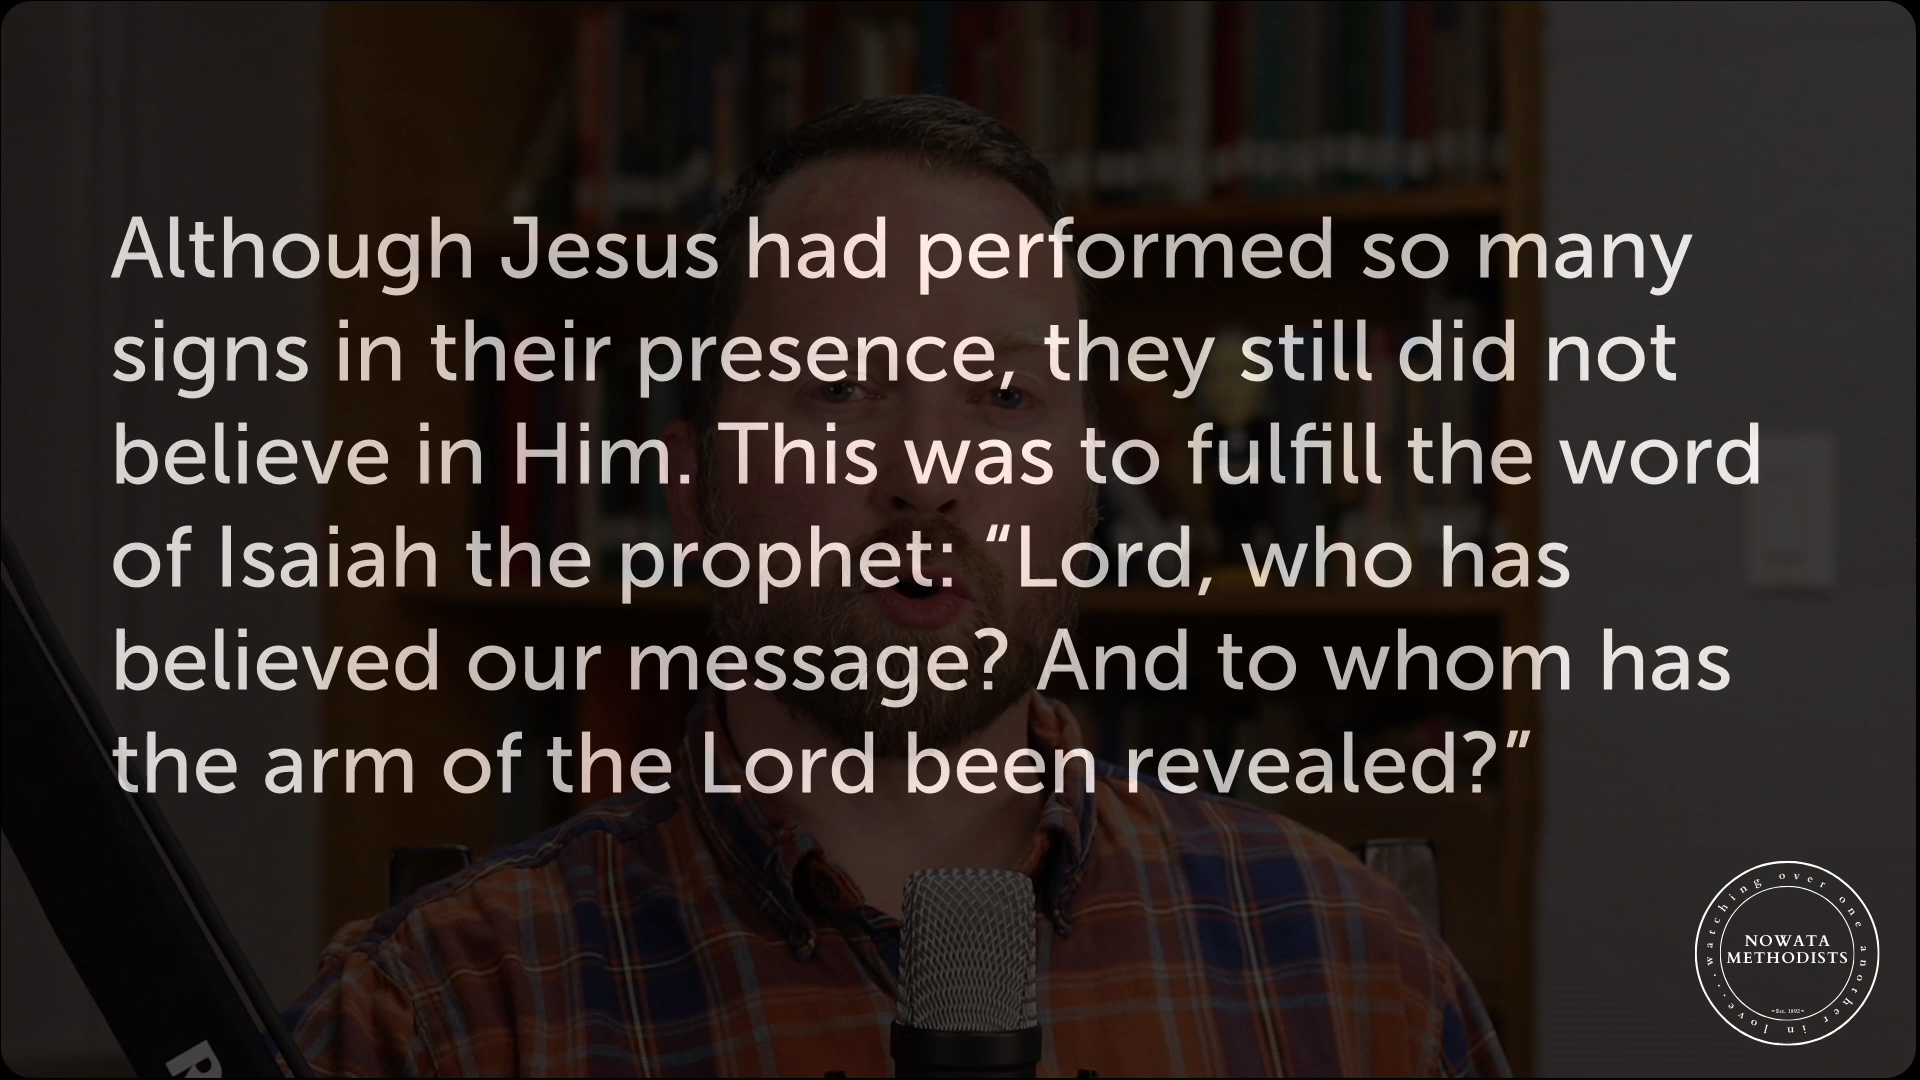 Although Jesus had performed so many
signs in their presence, they still did not
believe in Him. This was to fulfill the word
of Isaiah the prophet: “Lord, who has
believed our message? And to whom has
the arm of the Lord been revealed?”
watching over one another in love....
NOWATA
METHODISTS
~Est. 1892~
R